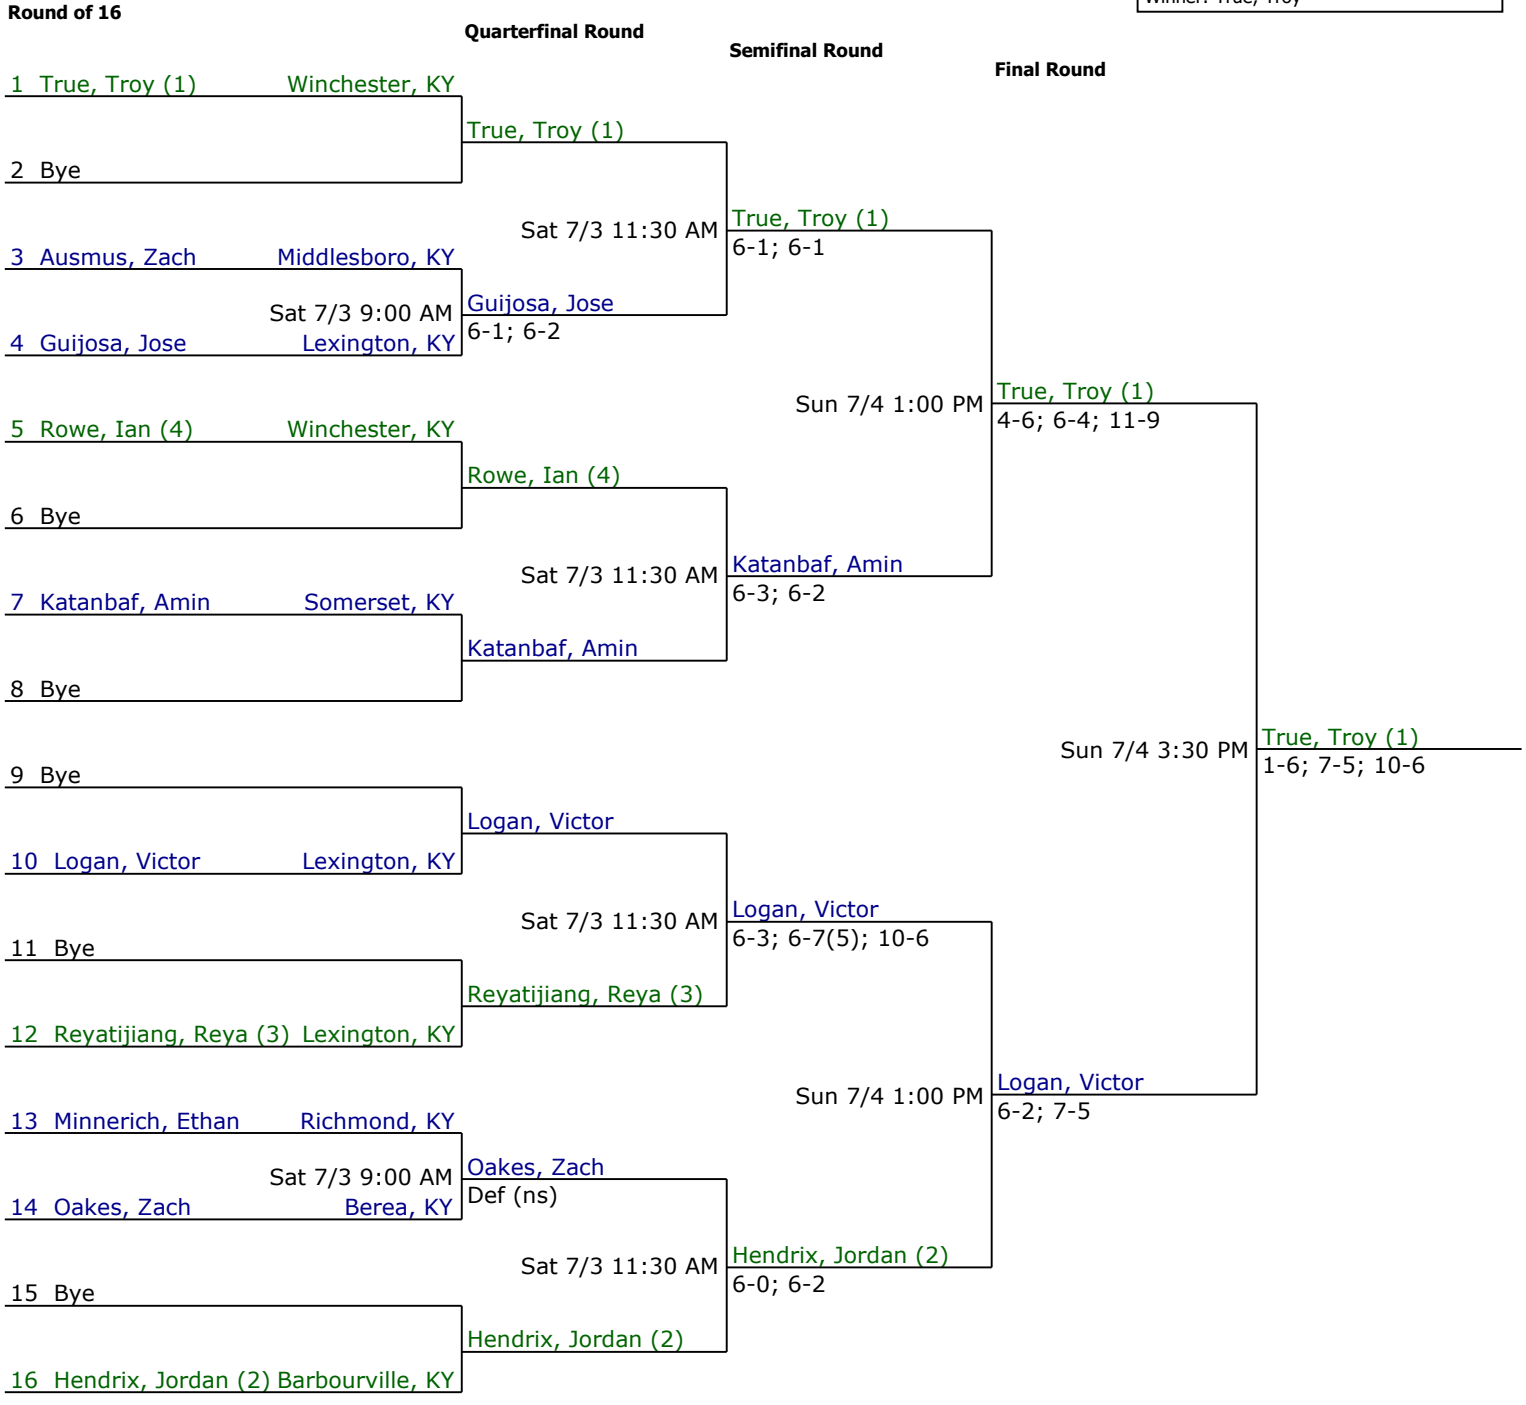 Winner: True, Troy
Round of 16
Quarterfinal Round
Semifinal Round
Final Round
1 True, Troy (1) Winchester, KY
True, Troy (1)
2 Bye
Sat 7/3 11:30 AM True, Troy (1)
6-1; 6-1
3 Ausmus, Zach Middlesboro, KY
Sat 7/3 9:00 AM Guijosa, Jose
6-1; 6-2
4 Guijosa, Jose Lexington, KY
Sun 7/4 1:00 PM True, Troy (1)
4-6; 6-4; 11-9
5 Rowe, Ian (4) Winchester, KY
Rowe, Ian (4)
6 Bye
Sat 7/3 11:30 AM Katanbaf, Amin
6-3; 6-2
7 Katanbaf, Amin Somerset, KY
Katanbaf, Amin
8 Bye
Sun 7/4 3:30 PM True, Troy (1)
1-6; 7-5; 10-6
9 Bye
Logan, Victor
10 Logan, Victor Lexington, KY
Sat 7/3 11:30 AM Logan, Victor
6-3; 6-7(5); 10-6
11 Bye
Reyatijiang, Reya (3)
12 Reyatijiang, Reya (3) Lexington, KY
Sun 7/4 1:00 PM Logan, Victor
6-2; 7-5
13 Minnerich, Ethan Richmond, KY
Sat 7/3 9:00 AM Oakes, Zach
Def (ns)
14 Oakes, Zach Berea, KY
Sat 7/3 11:30 AM Hendrix, Jordan (2)
6-0; 6-2
15 Bye
Hendrix, Jordan (2)
16 Hendrix, Jordan (2) Barbourville, KY